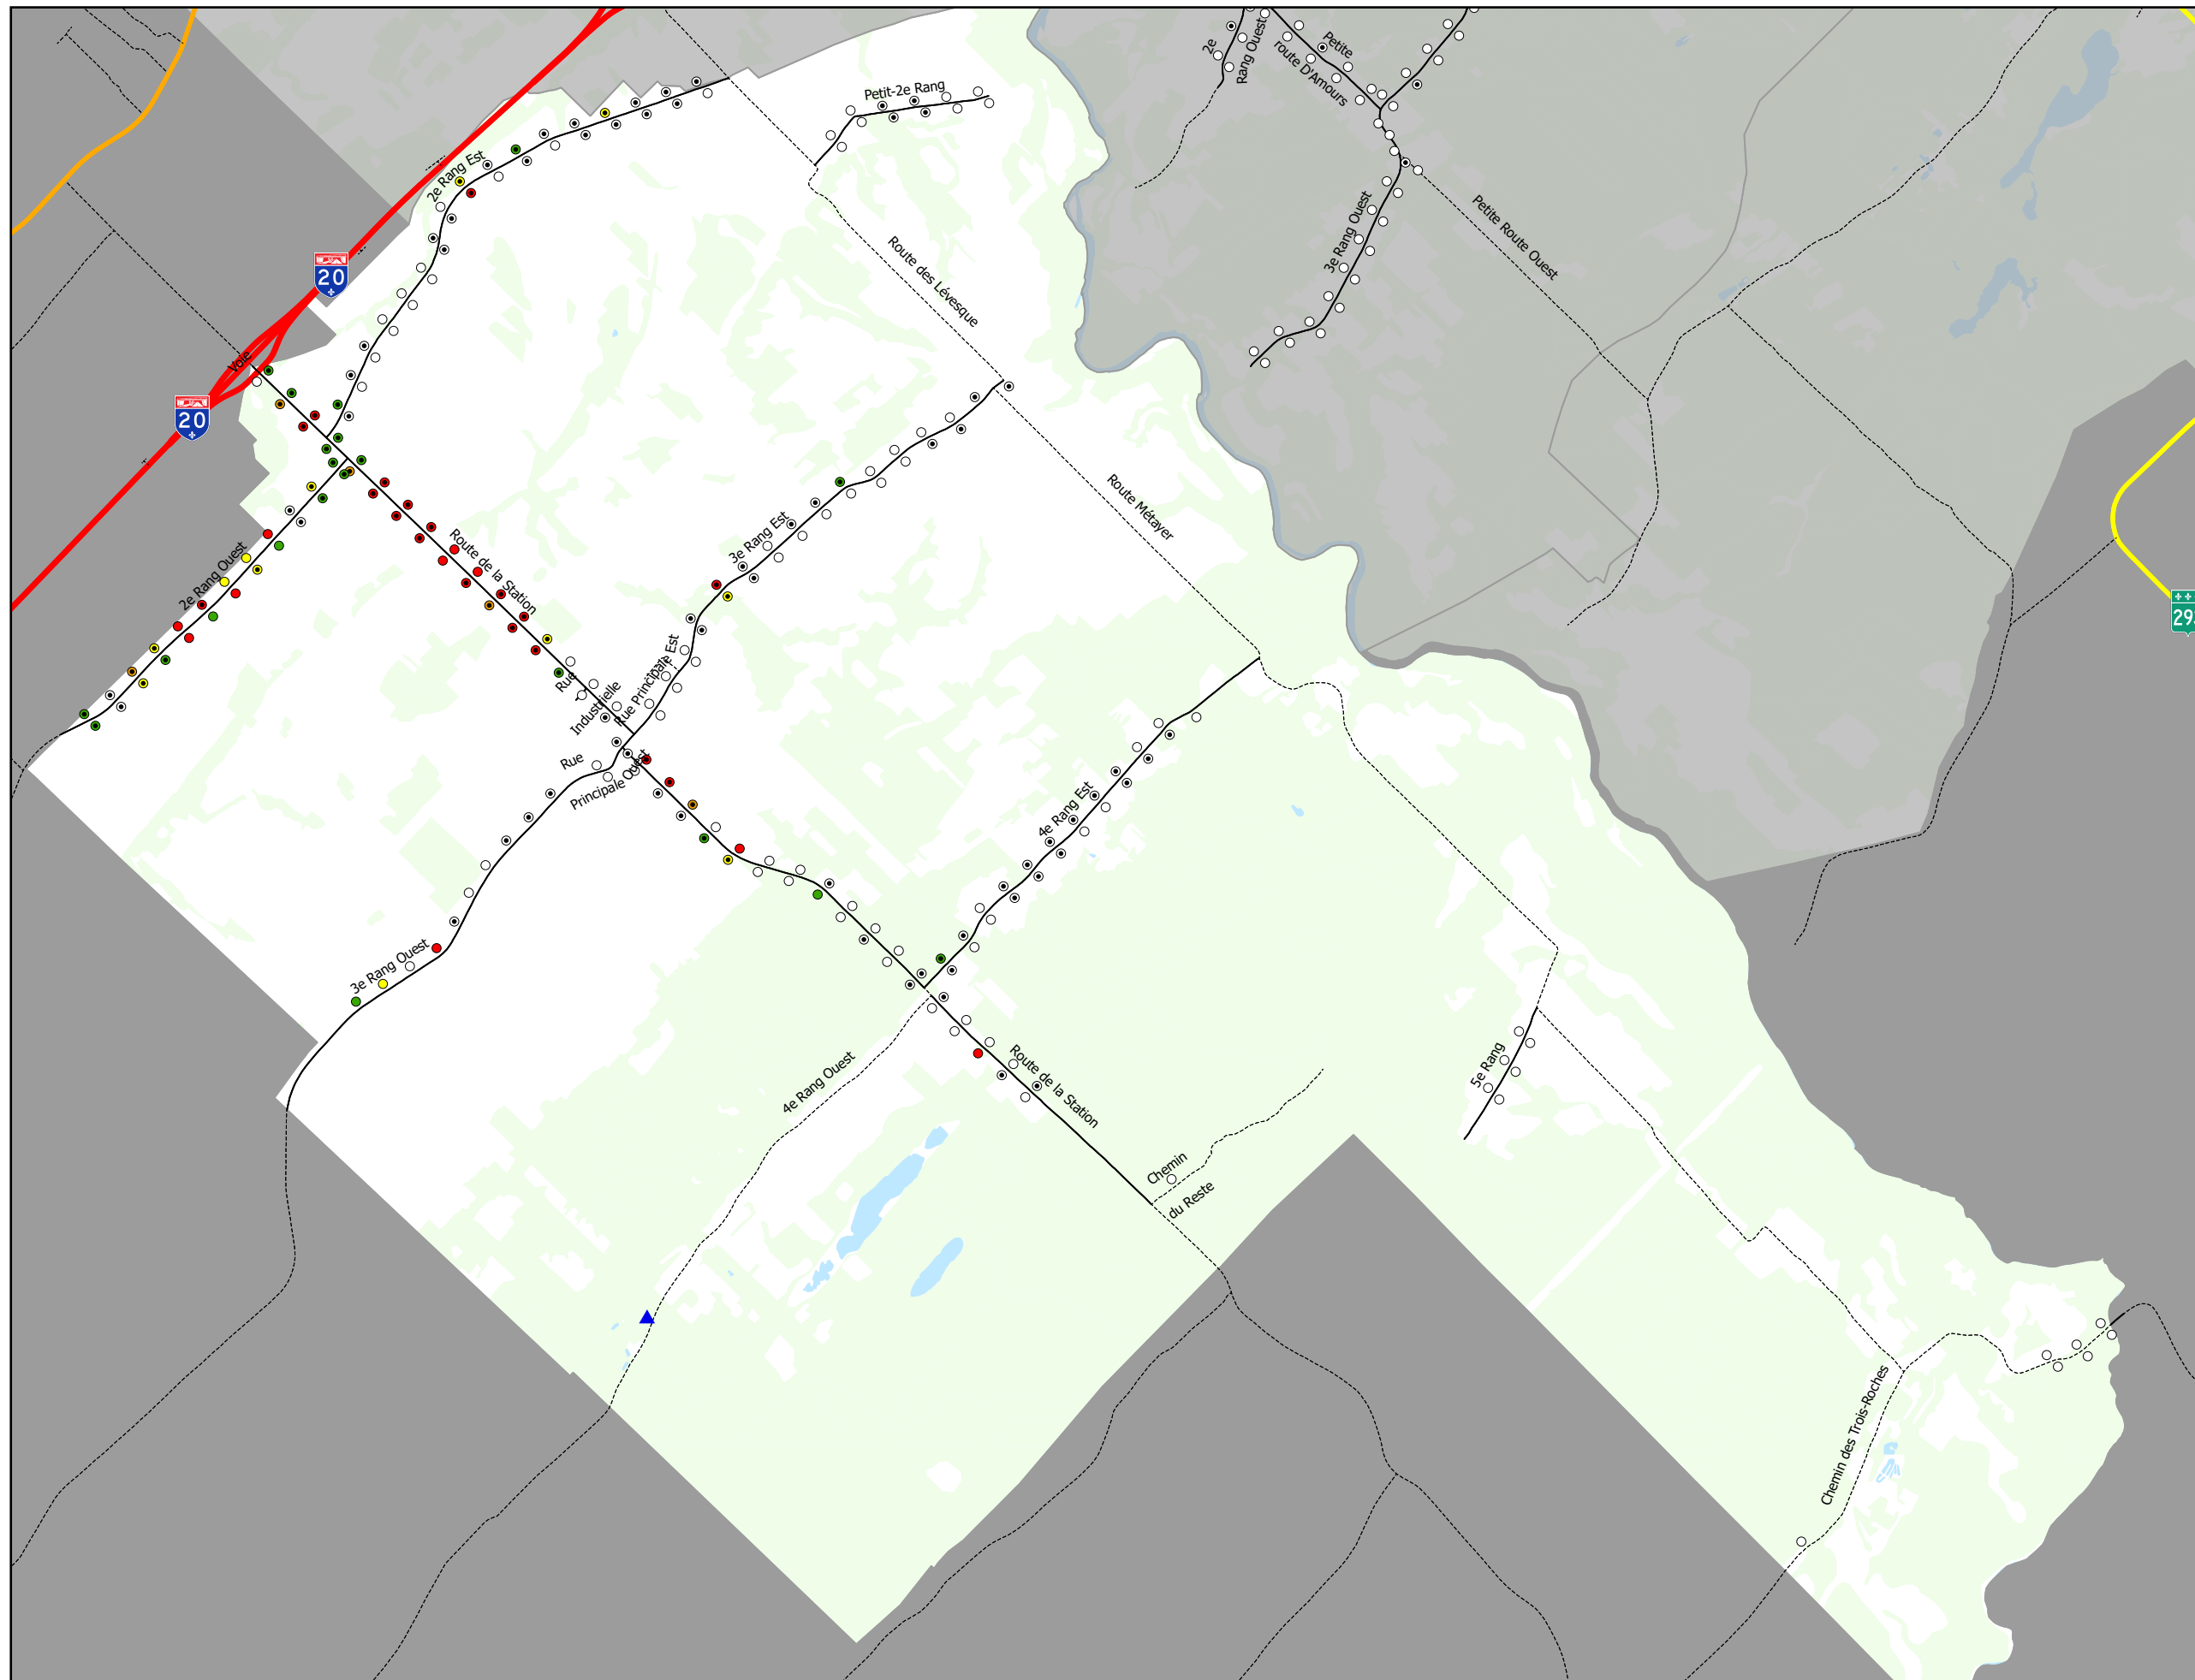 2e
Rang Ouest
Petite
route D'Amours
Petit-2e Rang
2e Rang Est
3e Rang Ouest
Petite Route Ouest
Route des Lévesque
20
Voie
20
Route Métayer
3e Rang Est
Route de la Station
2e Rang Ouest
293
Rue Principale Est
Rue
Industrielle
Rue
Principale Ouest
4e Rang Est
3e Rang Ouest
4e Rang Ouest
Route de la Station
5e Rang
Chemin
du Reste
Chemin des Trois-Roches